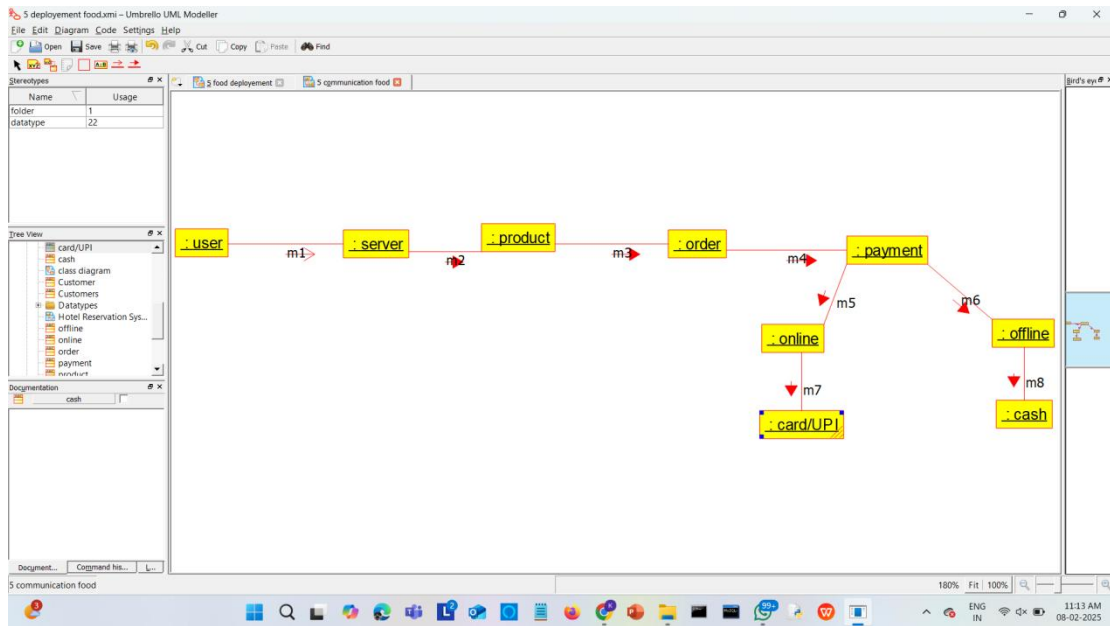 5 deployement food.xmi – Umbrello UML Modeller
File Edit Diagram Code Settings Help
Open Save Cut Copy Paste Find
Stereotypes
Name Usage
folder 1
datatype 22
5 food deployement
5 communication food
Bird's eye
: user
m1
: server
m2
: product
m3
: order
m4
: payment
m5
m6
: online
: offline
m7
m8
: card/UPI
: cash
Tree View
card/UPI
cash
class diagram
Customer
Customers
Datatypes
Hotel Reservation Sys...
offline
online
order
payment
product
Documentation
cash
Document... Command his... L...
5 communication food
180% Fit 100%
3
99+
ENG
IN
11:13 AM
08-02-2025